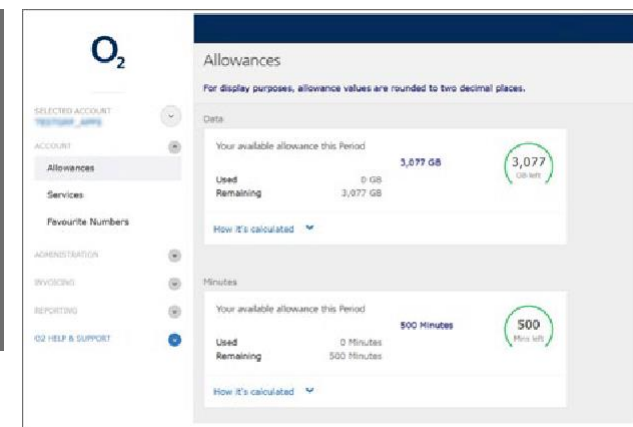 O2
SELECTED ACCOUNT
ACCOUNT
Allowances
Services
Favourite Numbers
ADMINISTRATION
INVOICING
REPORTING
O2 HELP & SUPPORT
Allowances
For display purposes, allowance values are rounded to two decimal places.
Data
Your available allowance this Period
3,077 GB
Used 0 GB
Remaining 3,077 GB
3,077
GB left
How it's calculated
Minutes
Your available allowance this Period
500 Minutes
Used 0 Minutes
Remaining 500 Minutes
500
Mins left
How it's calculated